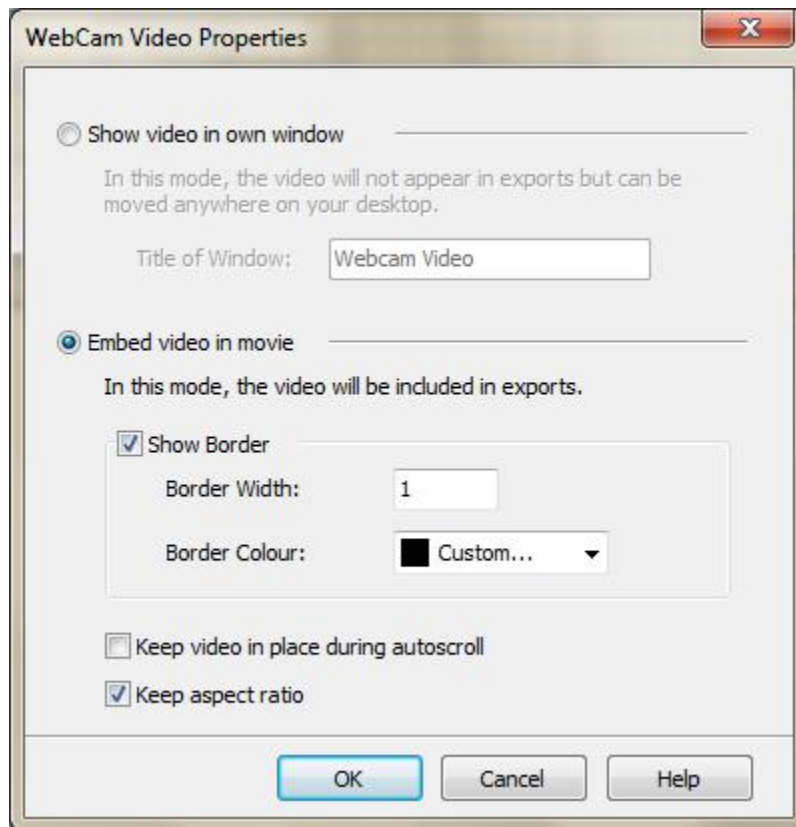 WebCam Video Properties
Show video in own window
In this mode, the video will not appear in exports but can be
moved anywhere on your desktop.
Title of Window: Webcam Video
Embed video in movie
In this mode, the video will be included in exports.
Show Border
Border Width: 1
Border Colour: Custom...
Keep video in place during autoscroll
Keep aspect ratio
OK Cancel Help